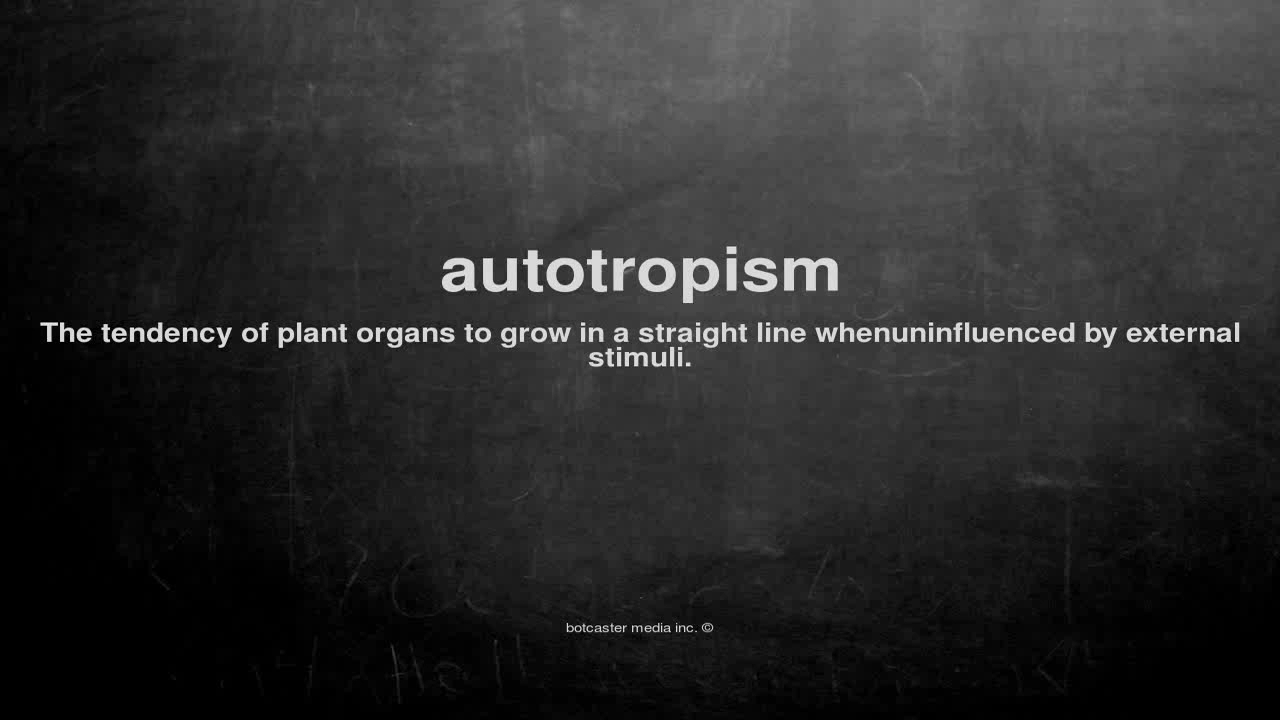 autotropism
The tendency of plant organs to grow in a straight line whenuninfluenced by external
stimuli.
botcaster media inc. ©